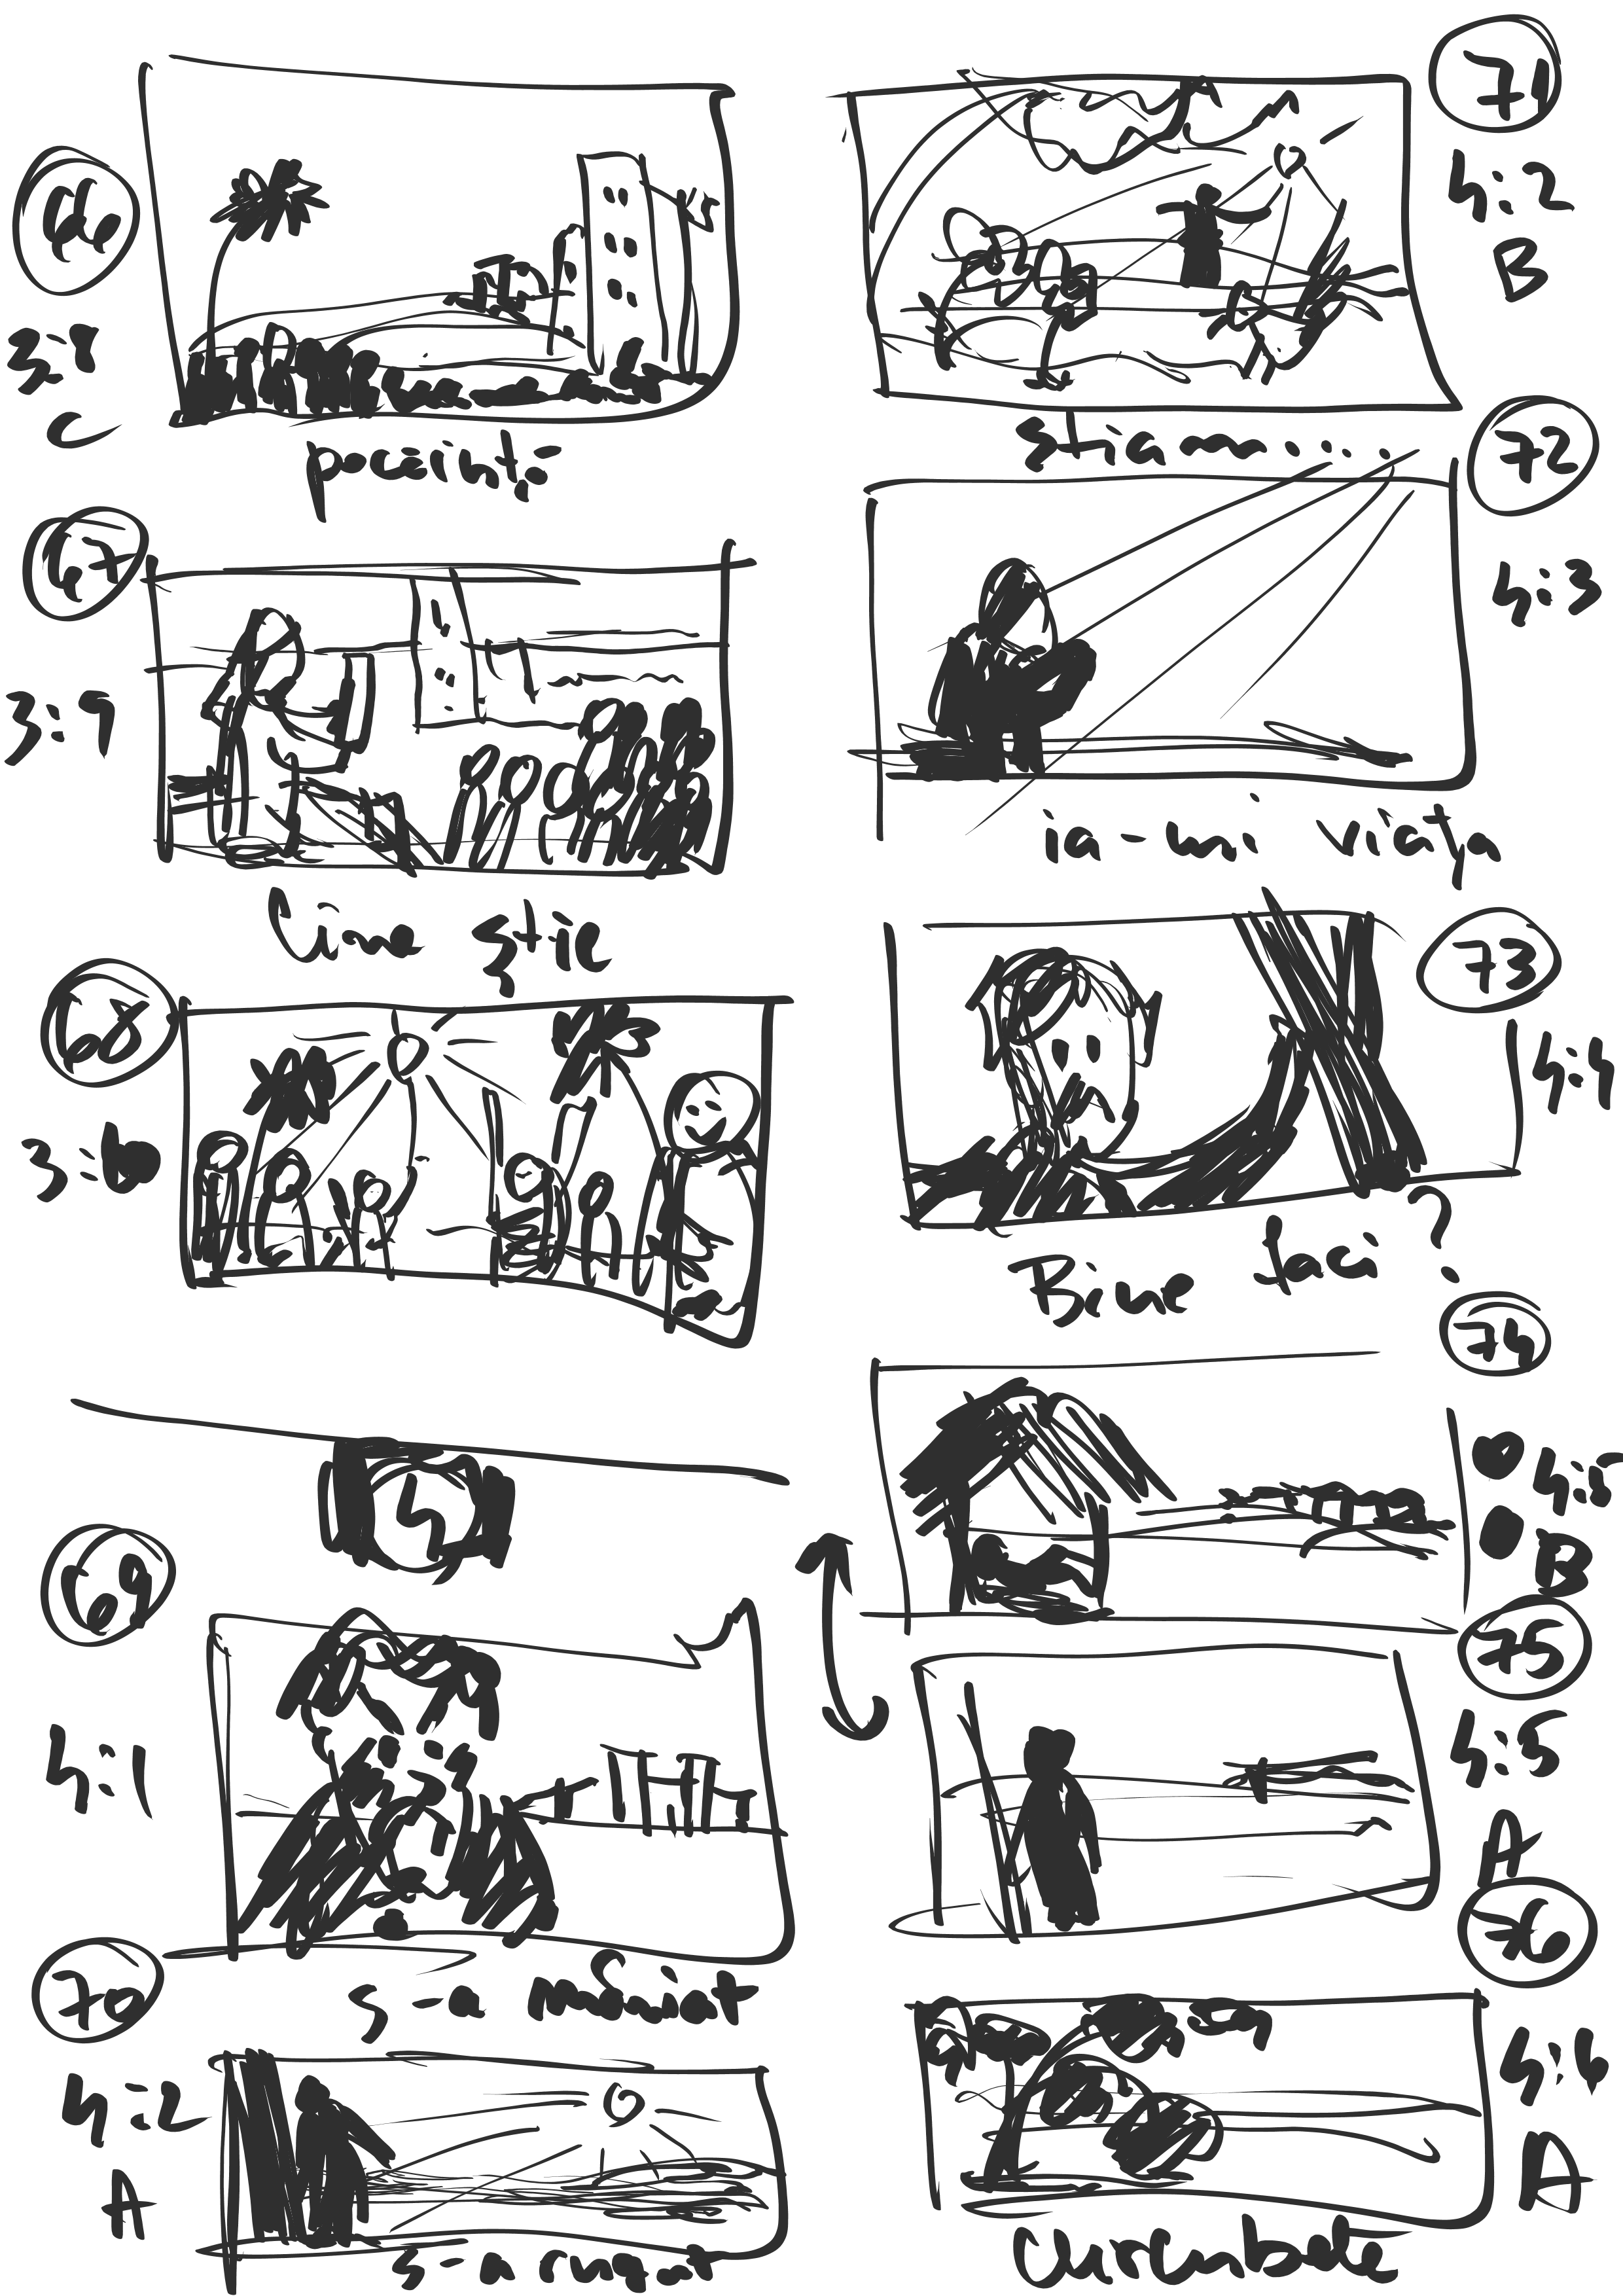 66
3:8
C
părinți
67
3:9
Cine știe
68
3:10
4
69
4:1
s-a mâniat
70
4:2
A
s-a rugat
71
4:2
B
știam.....
72
4:3
ia-mi viața
73
4:4
Bine faci?
74
4:5
B
75
4:5
A
76
4:6
A